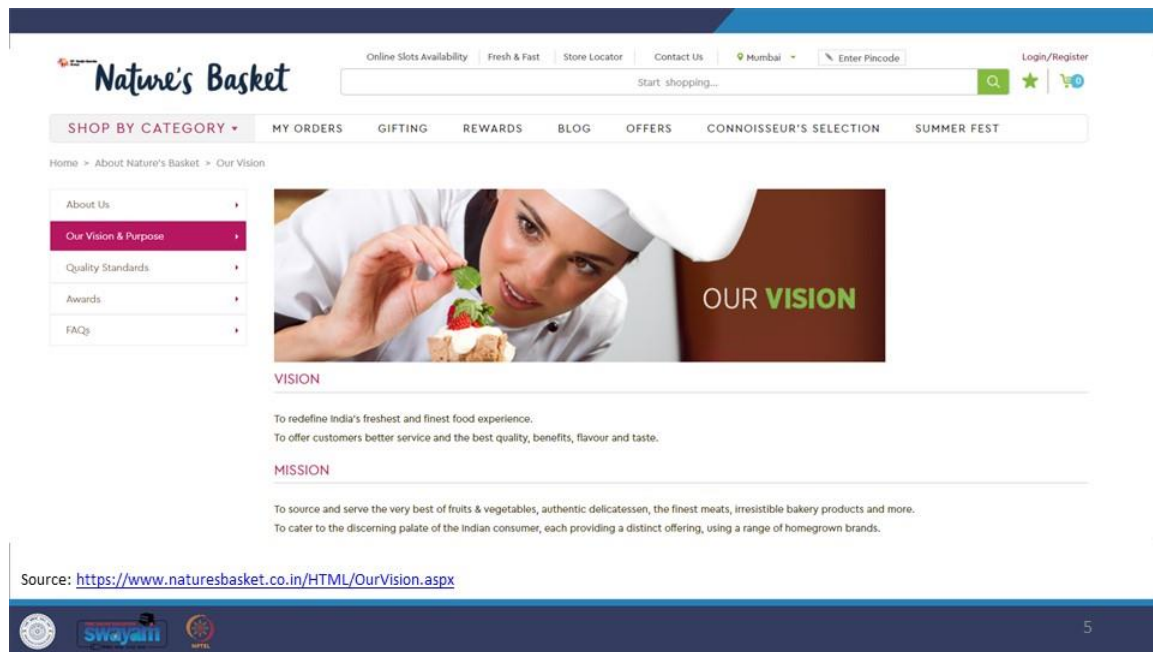 Online Slots Availability Fresh & Fast Store Locator Contact Us Mumbai Enter Pincode Login/Register
Nature's Basket
Start shopping...
0
SHOP BY CATEGORY MY ORDERS GIFTING REWARDS BLOG OFFERS CONNOISSEUR'S SELECTION SUMMER FEST
Home > About Nature's Basket > Our Vision
About Us
Our Vision & Purpose
Quality Standards
Awards
FAQs
OUR VISION
VISION
To redefine India's freshest and finest food experience.
To offer customers better service and the best quality, benefits, flavour and taste.
MISSION
To source and serve the very best of fruits & vegetables, authentic delicatessen, the finest meats, irresistible bakery products and more.
To cater to the discerning palate of the Indian consumer, each providing a distinct offering, using a range of homegrown brands.
Source: https://www.naturesbasket.co.in/HTML/OurVision.aspx
swayam
NPTEL
5